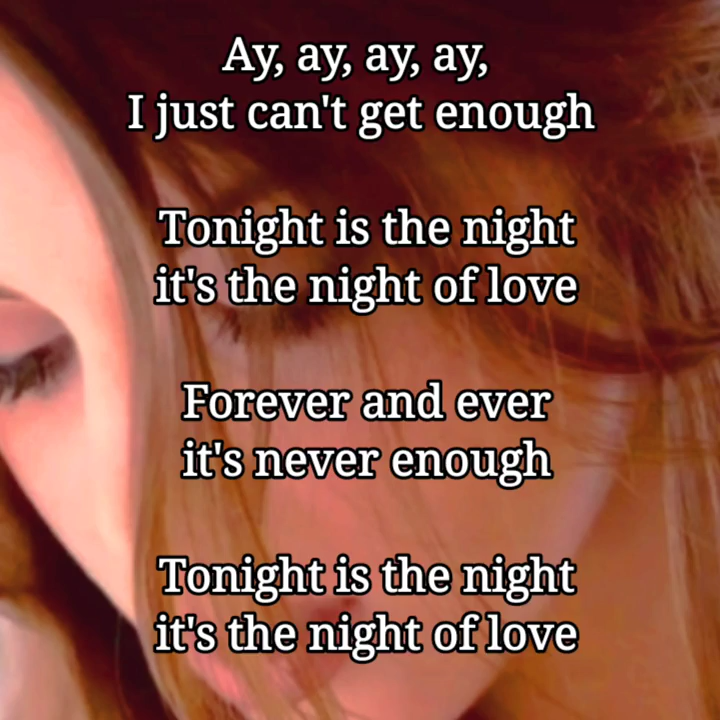 Ay, ay, ay, ay,
I just can't get enough
Tonight is the night
it's the night of love
Forever and ever
it's never enough
Tonight is the night
it's the night of love